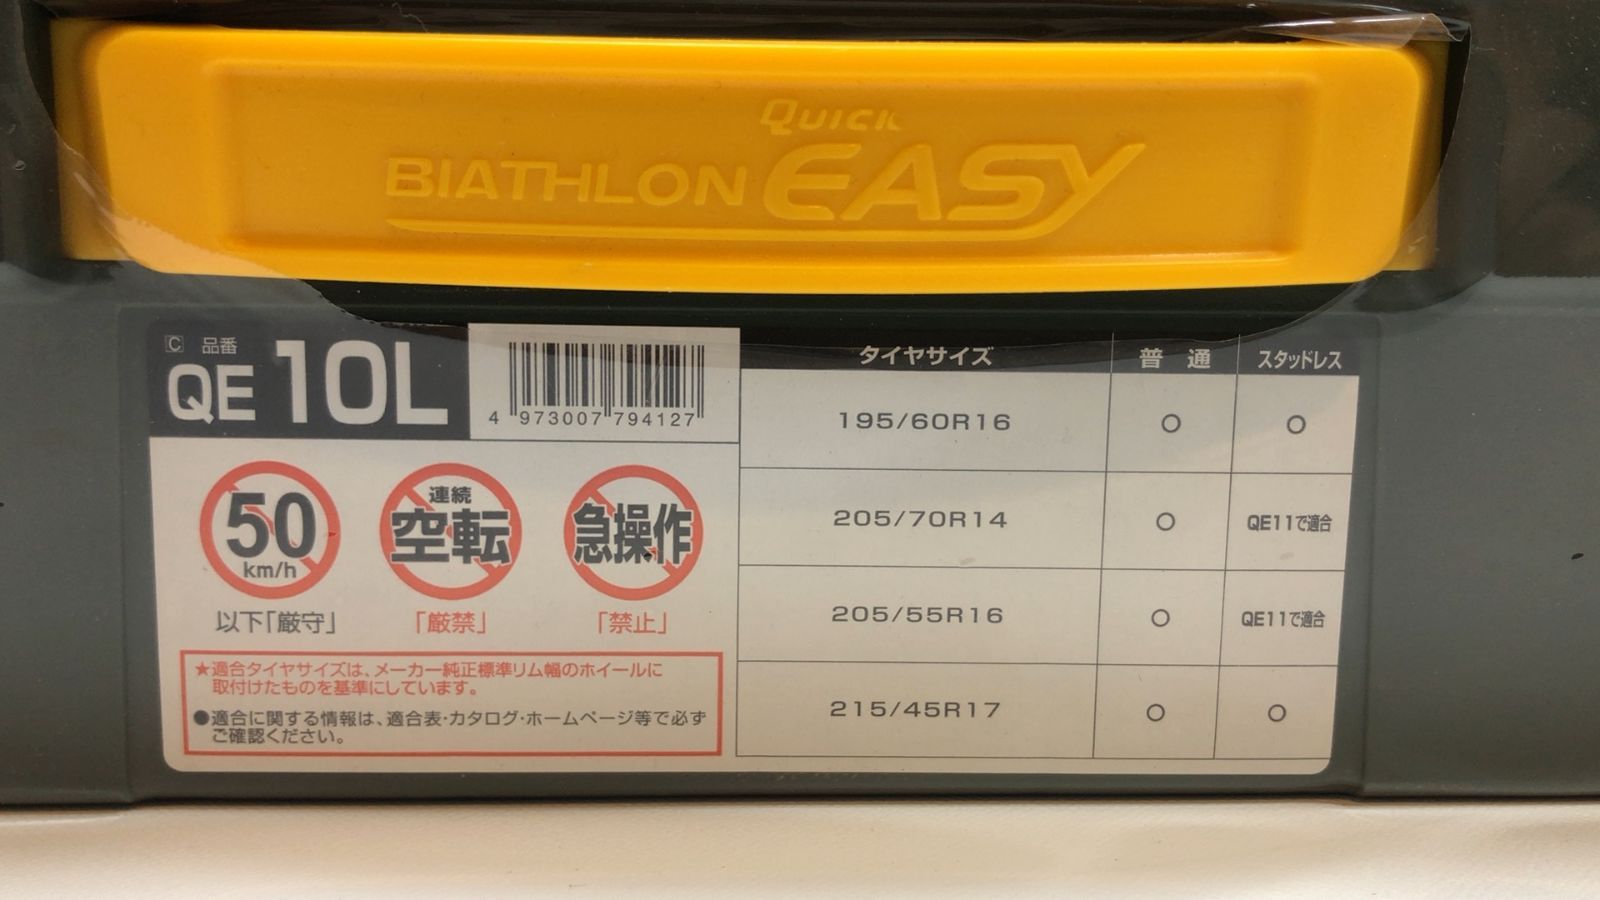 QUICK
BIATHLON EASY
C 品番
QE 10L
4 973007 794127
50
km/h
以下「厳守」
連続
空転
「厳禁」
急操作
「禁止」
★適合タイヤサイズは、メーカー純正標準リム幅のホイールに
取付けたものを基準にしています。
●適合に関する情報は、適合表・カタログ・ホームページ等で必ず
ご確認ください。
タイヤサイズ 普通 スタッドレス
195/60R16 ○ ○
205/70R14 ○ QE11で適合
205/55R16 ○ QE11で適合
215/45R17 ○ ○